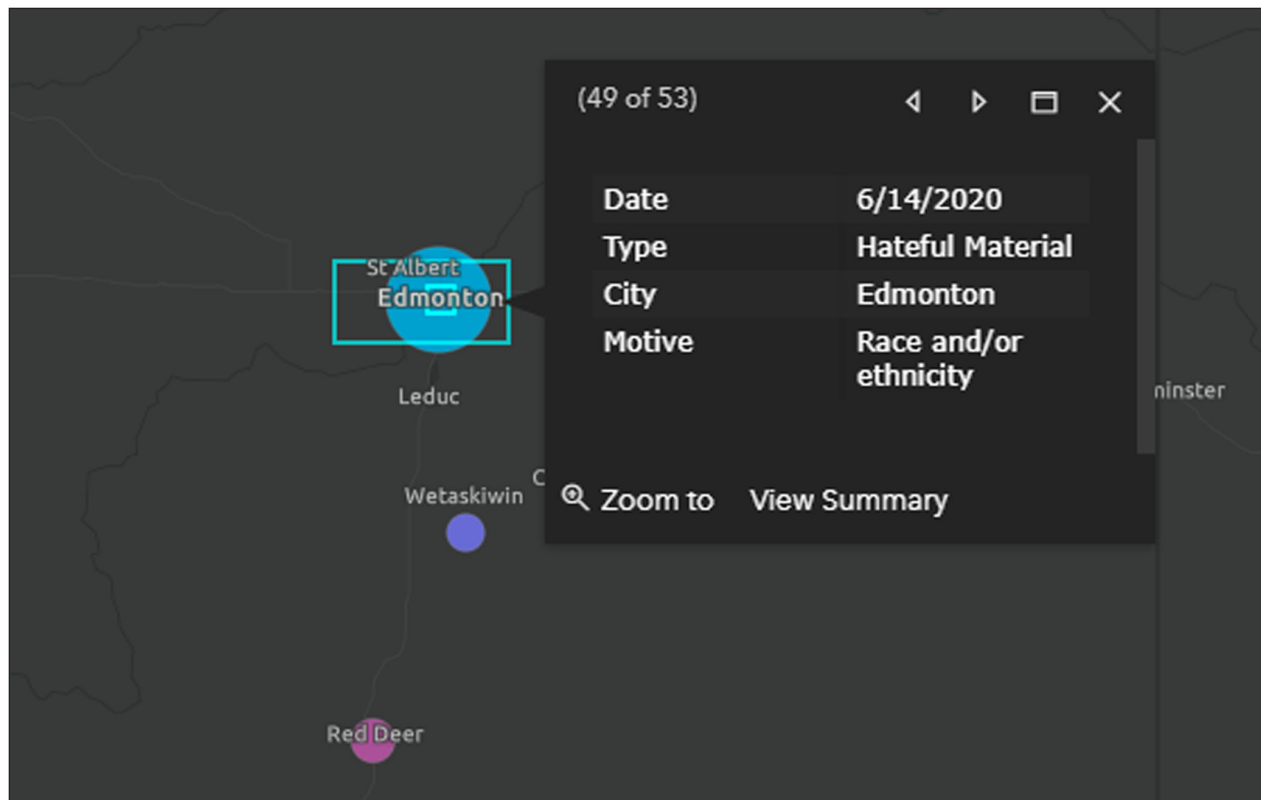 (49 of 53)
Date 6/14/2020
Type Hateful Material
City Edmonton
Motive Race and/or
ethnicity
Zoom to View Summary
St Albert
Edmonton
Leduc
Wetaskiwin
Red Deer